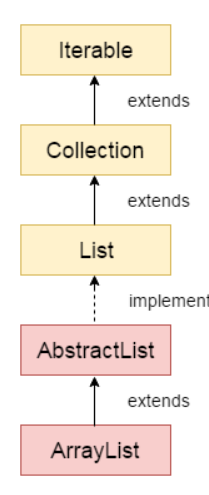 Iterable
extends
Collection
extends
List
implement
AbstractList
extends
ArrayList